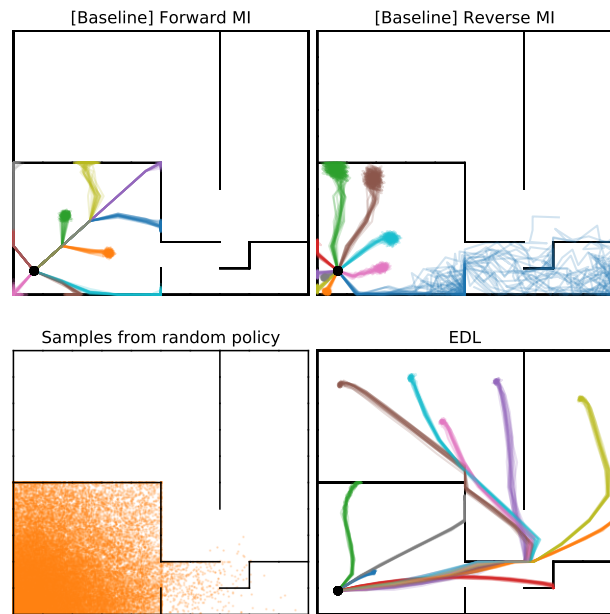 [Baseline] Forward MI
[Baseline] Reverse MI
Samples from random policy
EDL